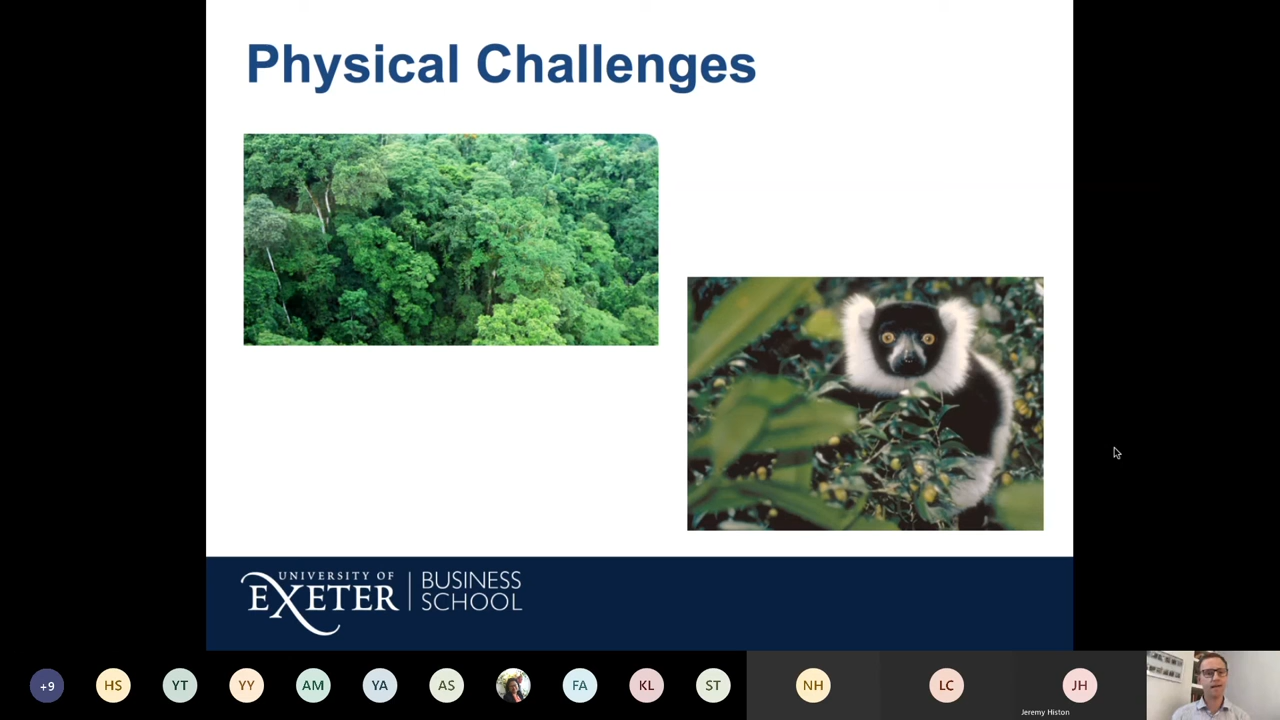 Physical Challenges
UNIVERSITY OF
EXETER
BUSINESS
SCHOOL
+9
HS
YT
YY
AM
YA
AS
FA
KL
ST
NH
LC
JH
Jeremy Histon